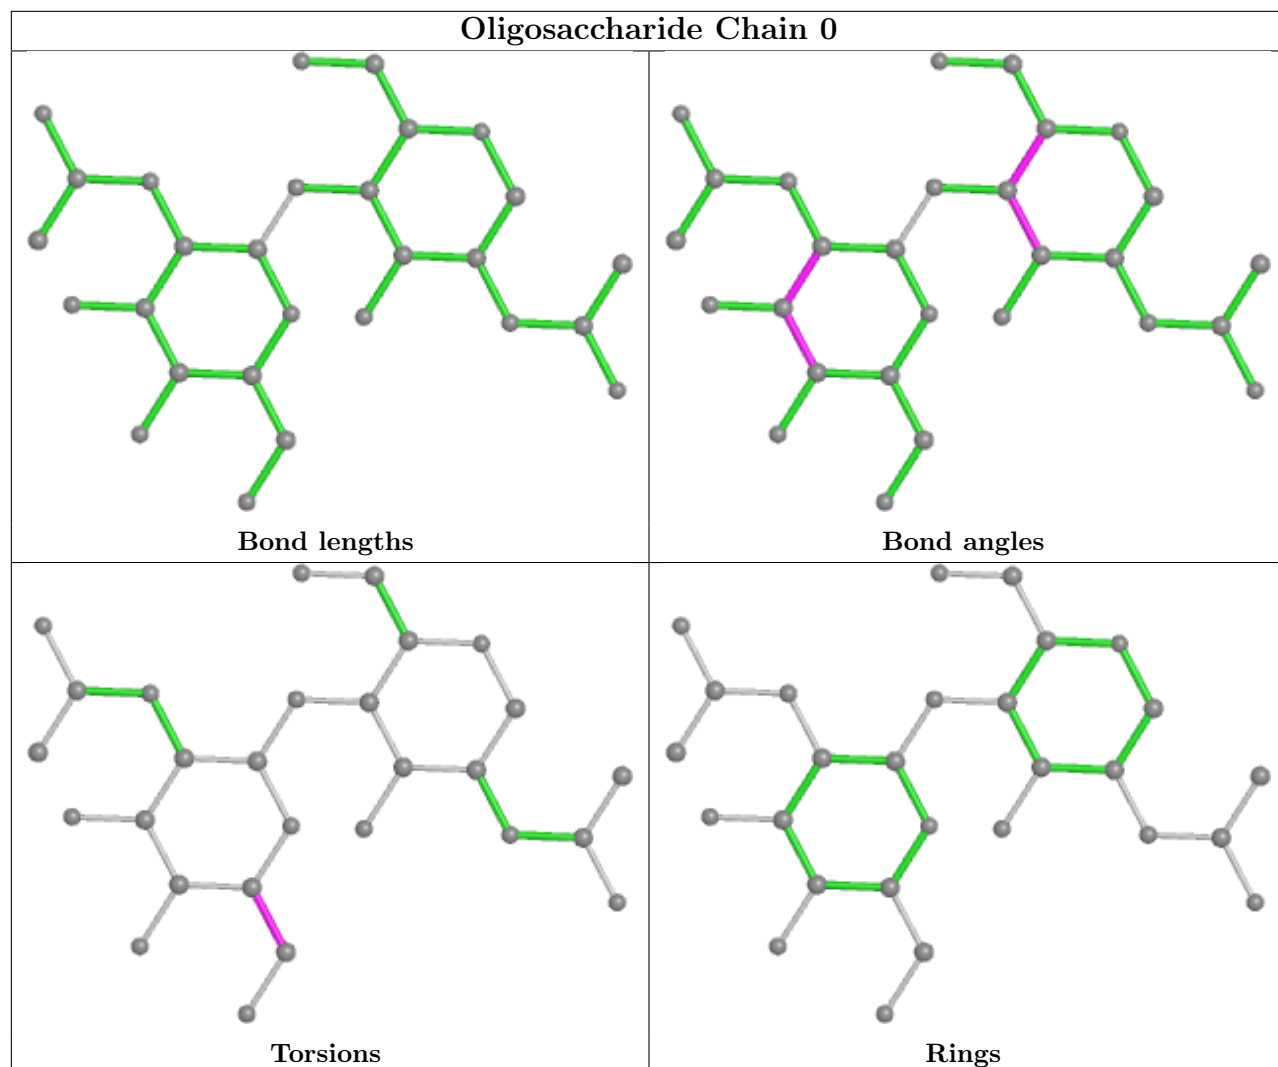 Oligosaccharide Chain 0
Bond lengths
Bond angles
Torsions
Rings